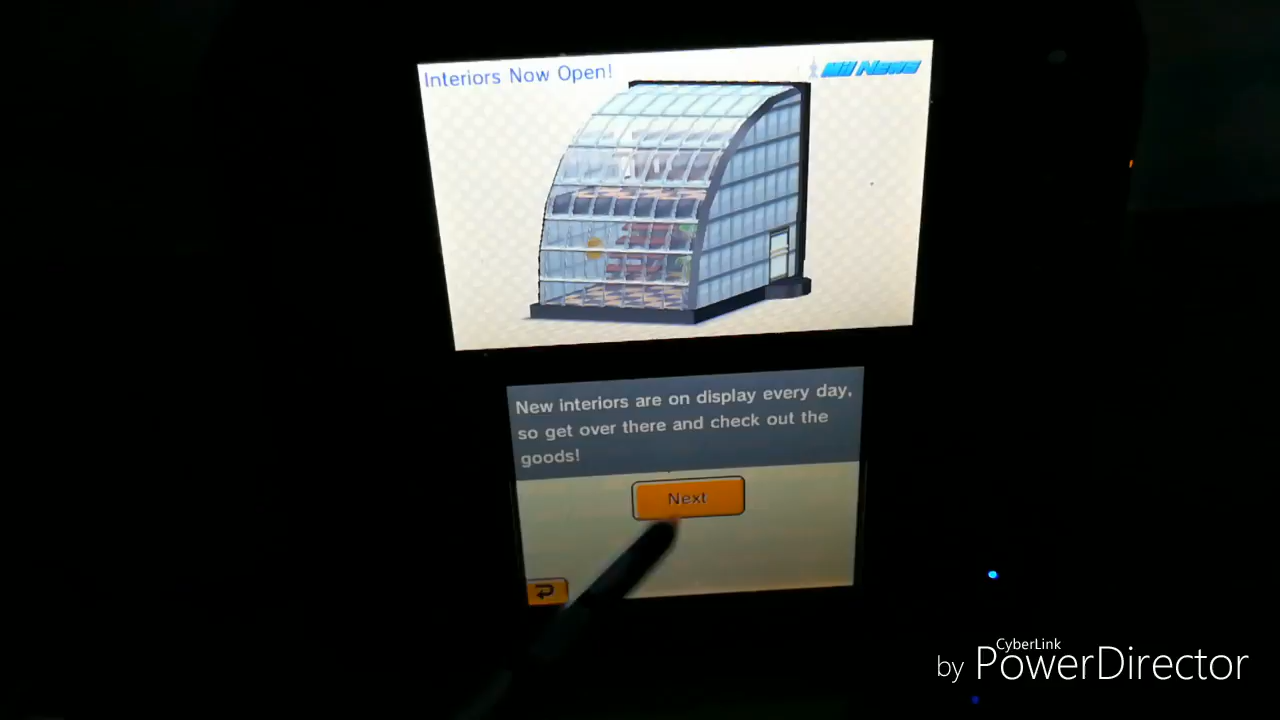 Interiors Now Open!
Mii News
New interiors are on display every day,
so get over there and check out the
goods!
Next
CyberLink
by PowerDirector